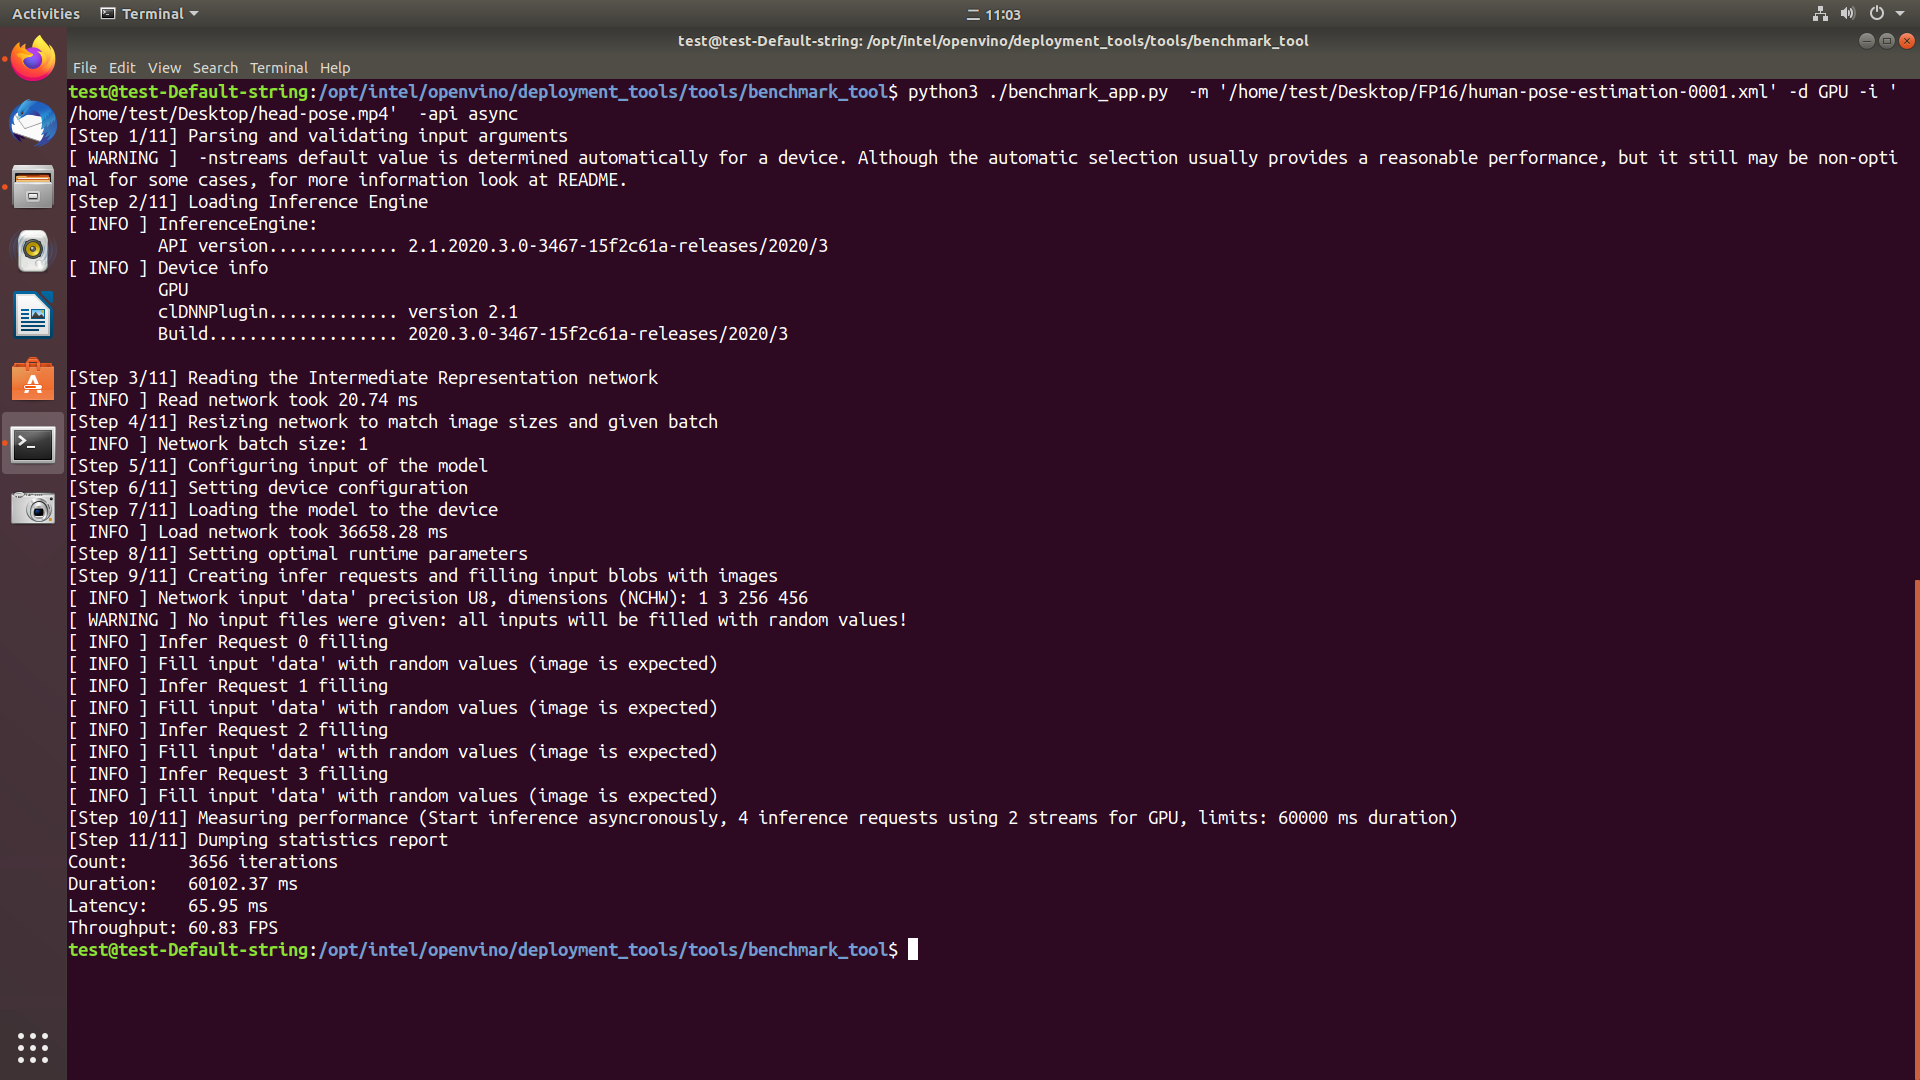 Activities
Terminal
二 11:03
test@test-Default-string: /opt/intel/openvino/deployment_tools/tools/benchmark_tool
File Edit View Search Terminal Help
test@test-Default-string:/opt/intel/openvino/deployment_tools/tools/benchmark_tool$ python3 ./benchmark_app.py  -m '/home/test/Desktop/FP16/human-pose-estimation-0001.xml' -d GPU -i '
/home/test/Desktop/head-pose.mp4'  -api async
[Step 1/11] Parsing and validating input arguments
[ WARNING ]  -nstreams default value is determined automatically for a device. Although the automatic selection usually provides a reasonable performance, but it still may be non-opti
mal for some cases, for more information look at README.
[Step 2/11] Loading Inference Engine
[ INFO ] InferenceEngine:
         API version............. 2.1.2020.3.0-3467-15f2c61a-releases/2020/3
[ INFO ] Device info
         GPU
         clDNNPlugin............. version 2.1
         Build................... 2020.3.0-3467-15f2c61a-releases/2020/3
[Step 3/11] Reading the Intermediate Representation network
[ INFO ] Read network took 20.74 ms
[Step 4/11] Resizing network to match image sizes and given batch
[ INFO ] Network batch size: 1
[Step 5/11] Configuring input of the model
[Step 6/11] Setting device configuration
[Step 7/11] Loading the model to the device
[ INFO ] Load network took 36658.28 ms
[Step 8/11] Setting optimal runtime parameters
[Step 9/11] Creating infer requests and filling input blobs with images
[ INFO ] Network input 'data' precision U8, dimensions (NCHW): 1 3 256 456
[ WARNING ] No input files were given: all inputs will be filled with random values!
[ INFO ] Infer Request 0 filling
[ INFO ] Fill input 'data' with random values (image is expected)
[ INFO ] Infer Request 1 filling
[ INFO ] Fill input 'data' with random values (image is expected)
[ INFO ] Infer Request 2 filling
[ INFO ] Fill input 'data' with random values (image is expected)
[ INFO ] Infer Request 3 filling
[ INFO ] Fill input 'data' with random values (image is expected)
[Step 10/11] Measuring performance (Start inference asyncronously, 4 inference requests using 2 streams for GPU, limits: 60000 ms duration)
[Step 11/11] Dumping statistics report
Count:      3656 iterations
Duration:   60102.37 ms
Latency:    65.95 ms
Throughput: 60.83 FPS
test@test-Default-string:/opt/intel/openvino/deployment_tools/tools/benchmark_tool$